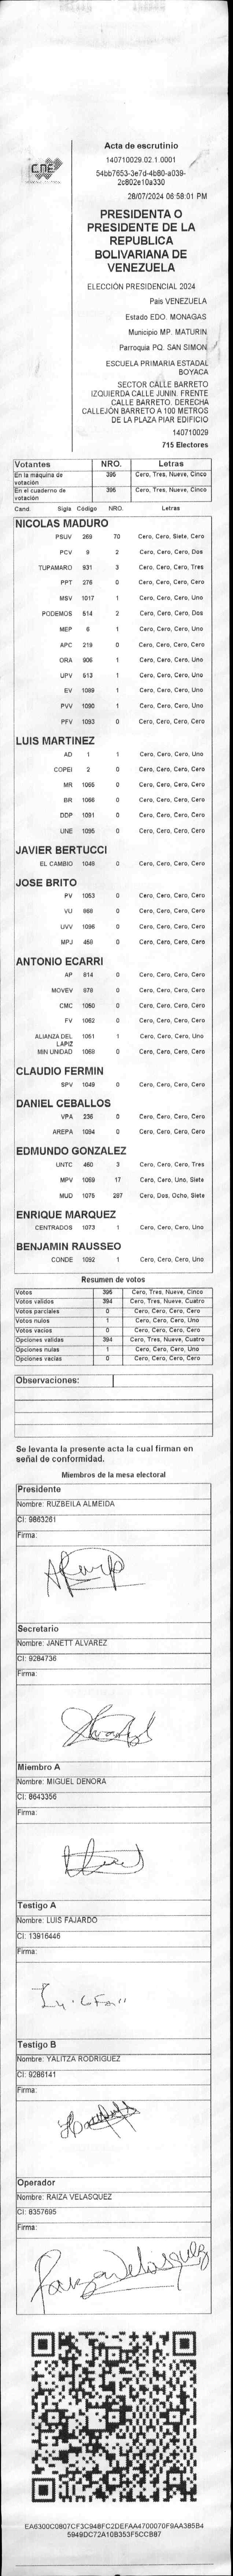 CNE
Acta de escrutinio
140710029.02.1.0001
54bb7653-3e7d-4b80-a039-
2c802e10a330
28/07/2024 06:58:01 PM
PRESIDENTA O
PRESIDENTE DE LA
REPUBLICA
BOLIVARIANA DE
VENEZUELA
ELECCIÓN PRESIDENCIAL 2024
País VENEZUELA
Estado EDO. MONAGAS
Municipio MP. MATURIN
Parroquia PQ. SAN SIMON
ESCUELA PRIMARIA ESTADAL
BOYACA
SECTOR CALLE BARRETO
IZQUIERDA CALLE JUNIN. FRENTE
CALLE BARRETO. DERECHA
CALLEJÓN BARRETO A 100 METROS
DE LA PLAZA PIAR EDIFICIO
140710029
715 Electores
Votantes NRO. Letras
En la máquina de votación 395 Cero, Tres, Nueve, Cinco
En el cuaderno de votación 395 Cero, Tres, Nueve, Cinco
Cand. Sigla Código NRO. Letras
NICOLAS MADURO
PSUV 269 70 Cero, Cero, Siete, Cero
PCV 9 2 Cero, Cero, Cero, Dos
TUPAMARO 931 3 Cero, Cero, Cero, Tres
PPT 276 0 Cero, Cero, Cero, Cero
MSV 1017 1 Cero, Cero, Cero, Uno
PODEMOS 514 2 Cero, Cero, Cero, Dos
MEP 6 1 Cero, Cero, Cero, Uno
APC 219 0 Cero, Cero, Cero, Cero
ORA 906 1 Cero, Cero, Cero, Uno
UPV 513 1 Cero, Cero, Cero, Uno
EV 1089 1 Cero, Cero, Cero, Uno
PVV 1090 1 Cero, Cero, Cero, Uno
PFV 1093 0 Cero, Cero, Cero, Cero
LUIS MARTINEZ
AD 1 1 Cero, Cero, Cero, Uno
COPEI 2 0 Cero, Cero, Cero, Cero
MR 1065 0 Cero, Cero, Cero, Cero
BR 1066 0 Cero, Cero, Cero, Cero
DDP 1091 0 Cero, Cero, Cero, Cero
UNE 1095 0 Cero, Cero, Cero, Cero
JAVIER BERTUCCI
EL CAMBIO 1048 0 Cero, Cero, Cero, Cero
JOSE BRITO
PV 1053 0 Cero, Cero, Cero, Cero
VU 868 0 Cero, Cero, Cero, Cero
UVV 1096 0 Cero, Cero, Cero, Cero
MPJ 458 0 Cero, Cero, Cero, Cero
ANTONIO ECARRI
AP 814 0 Cero, Cero, Cero, Cero
MOVEV 878 0 Cero, Cero, Cero, Cero
CMC 1050 0 Cero, Cero, Cero, Cero
FV 1062 0 Cero, Cero, Cero, Cero
ALIANZA DEL LAPIZ 1051 1 Cero, Cero, Cero, Uno
MIN UNIDAD 1058 0 Cero, Cero, Cero, Cero
CLAUDIO FERMIN
SPV 1049 0 Cero, Cero, Cero, Cero
DANIEL CEBALLOS
VPA 236 0 Cero, Cero, Cero, Cero
AREPA 1094 0 Cero, Cero, Cero, Cero
EDMUNDO GONZALEZ
UNTC 460 3 Cero, Cero, Cero, Tres
MPV 1069 17 Cero, Cero, Uno, Siete
MUD 1075 287 Cero, Dos, Ocho, Siete
ENRIQUE MARQUEZ
CENTRADOS 1073 1 Cero, Cero, Cero, Uno
BENJAMIN RAUSSEO
CONDE 1092 1 Cero, Cero, Cero, Uno
Resumen de votos
Votos 395 Cero, Tres, Nueve, Cinco
Votos validos 394 Cero, Tres, Nueve, Cuatro
Votos parciales 0 Cero, Cero, Cero, Cero
Votos nulos 1 Cero, Cero, Cero, Uno
Votos vacios 0 Cero, Cero, Cero, Cero
Opciones validas 394 Cero, Tres, Nueve, Cuatro
Opciones nulas 1 Cero, Cero, Cero, Uno
Opciones vacias 0 Cero, Cero, Cero, Cero
Observaciones:
Se levanta la presente acta la cual firman en
señal de conformidad.
Miembros de la mesa electoral
Presidente
Nombre: RUZBEILA ALMEIDA
CI: 9863261
Firma:
Secretario
Nombre: JANETT ALVAREZ
CI: 9284736
Firma:
Miembro A
Nombre: MIGUEL DENORA
CI: 8643356
Firma:
Testigo A
Nombre: LUIS FAJARDO
CI: 13916446
Firma:
Testigo B
Nombre: YALITZA RODRIGUEZ
CI: 9286141
Firma:
Operador
Nombre: RAIZA VELASQUEZ
CI: 8357695
Firma:
Raiza Velasquez
EA6300C0807CF3C948FC2DEFAA4700070F9AA385B4
5949DC72A10B353F5CCB87